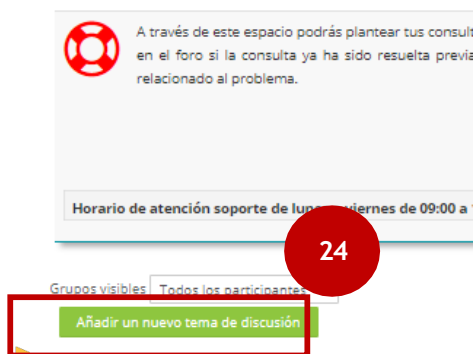 A través de este espacio podrás plantear tus consult
en el foro si la consulta ya ha sido resuelta previa
relacionado al problema.
Horario de atención soporte de lun viernes de 09:00 a
24
Grupos visibles Todos los participantes
Añadir un nuevo tema de discusión